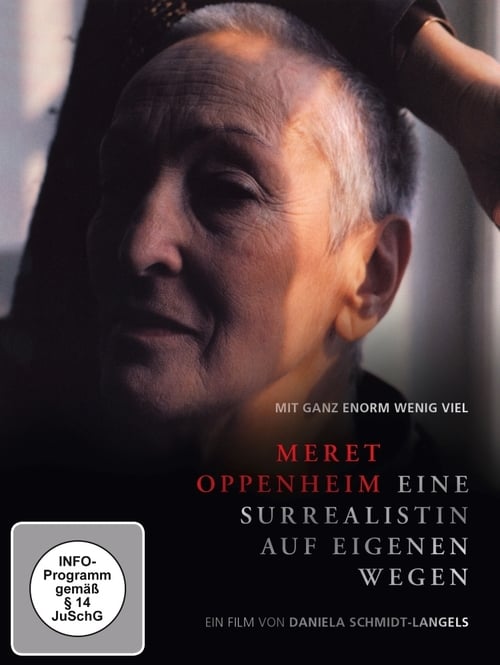 MIT GANZ ENORM WENIG VIEL
MERET
OPPENHEIM EINE
SURREALISTIN
AUF EIGENEN
WEGEN
EIN FILM VON DANIELA SCHMIDT-LANGELS
INFO-
Programm
gemäß
§ 14
JuSchG